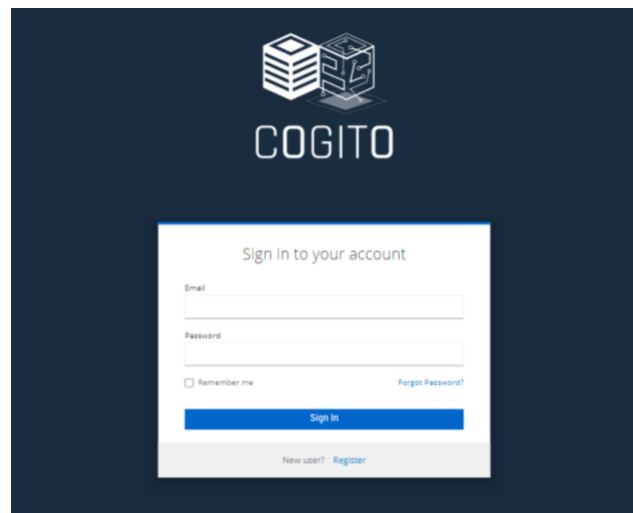 COGITO
Sign in to your account
Email
Password
Remember me Forgot Password?
Sign In
New user? Register